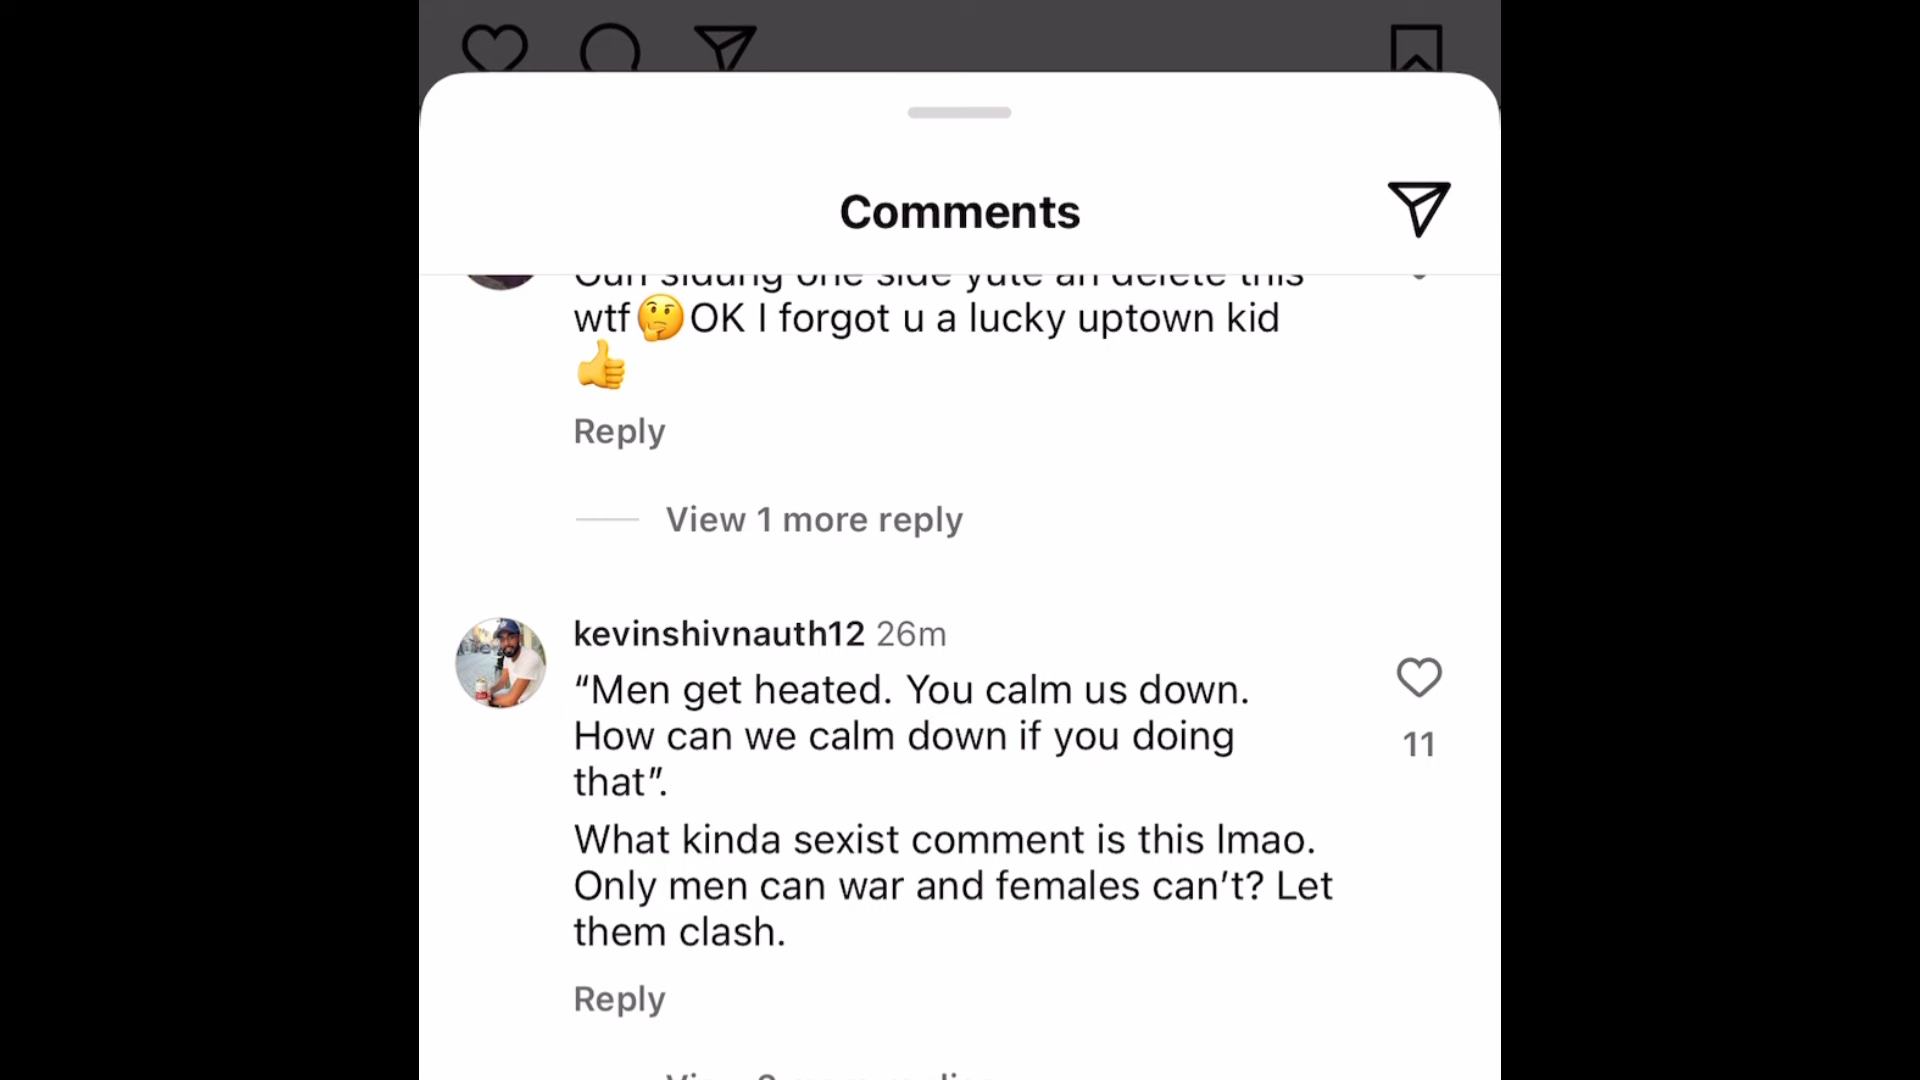 Comments
one side yute an delete this
wtf🤔OK I forgot u a lucky uptown kid
👍
Reply
View 1 more reply
kevinshivnauth12 26m
“Men get heated. You calm us down.
How can we calm down if you doing
that”.
11
What kinda sexist comment is this lmao.
Only men can war and females can’t? Let
them clash.
Reply